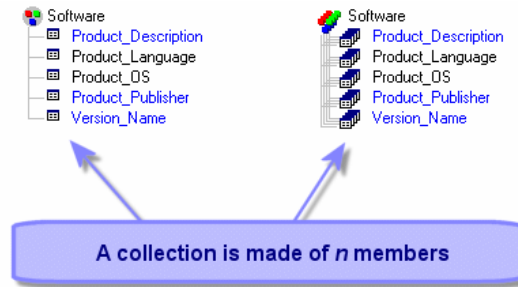 Software
Product_Description
Product_Language
Product_OS
Product_Publisher
Version_Name
Software
Product_Description
Product_Language
Product_OS
Product_Publisher
Version_Name
A collection is made of n members